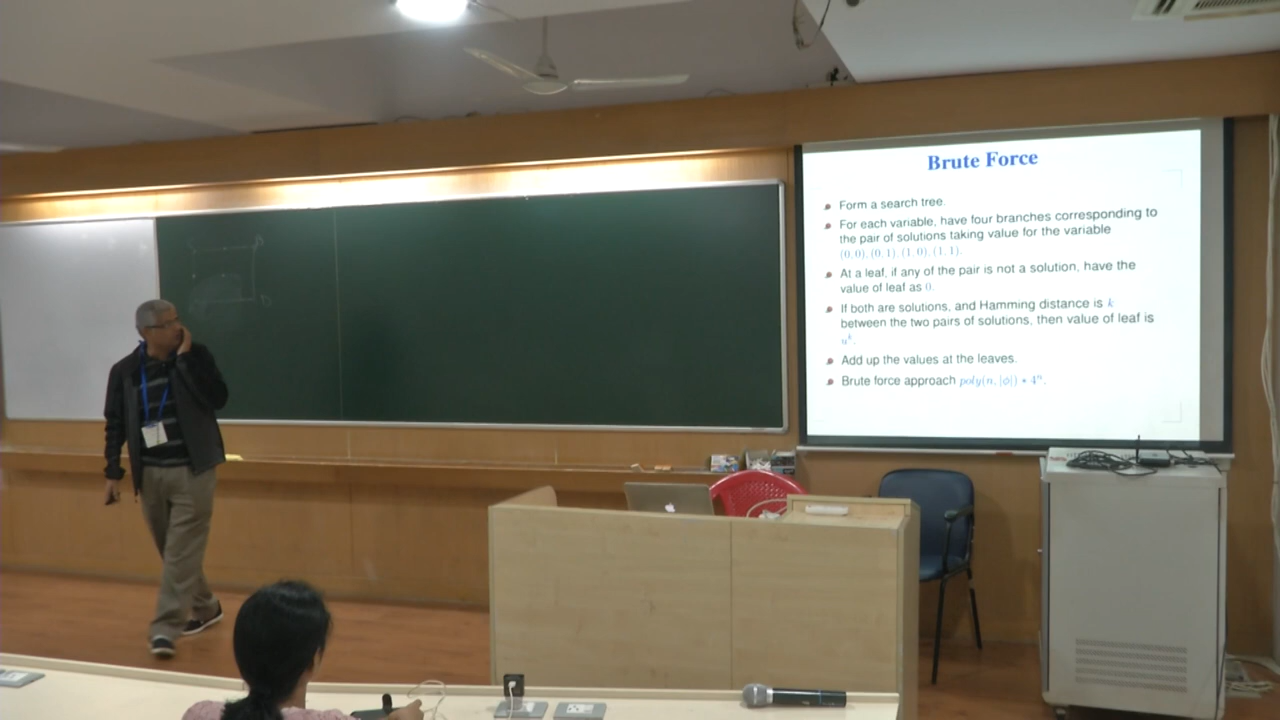 Brute Force
Form a search tree.
For each variable, have four branches corresponding to
the pair of solutions taking value for the variable
(0, 0), (0, 1), (1, 0), (1, 1).
At a leaf, if any of the pair is not a solution, have the
value of leaf as 0.
If both are solutions, and Hamming distance is k
between the two pairs of solutions, then value of leaf is
u^k.
Add up the values at the leaves.
Brute force approach poly(n, |ϕ|) * 4^n.